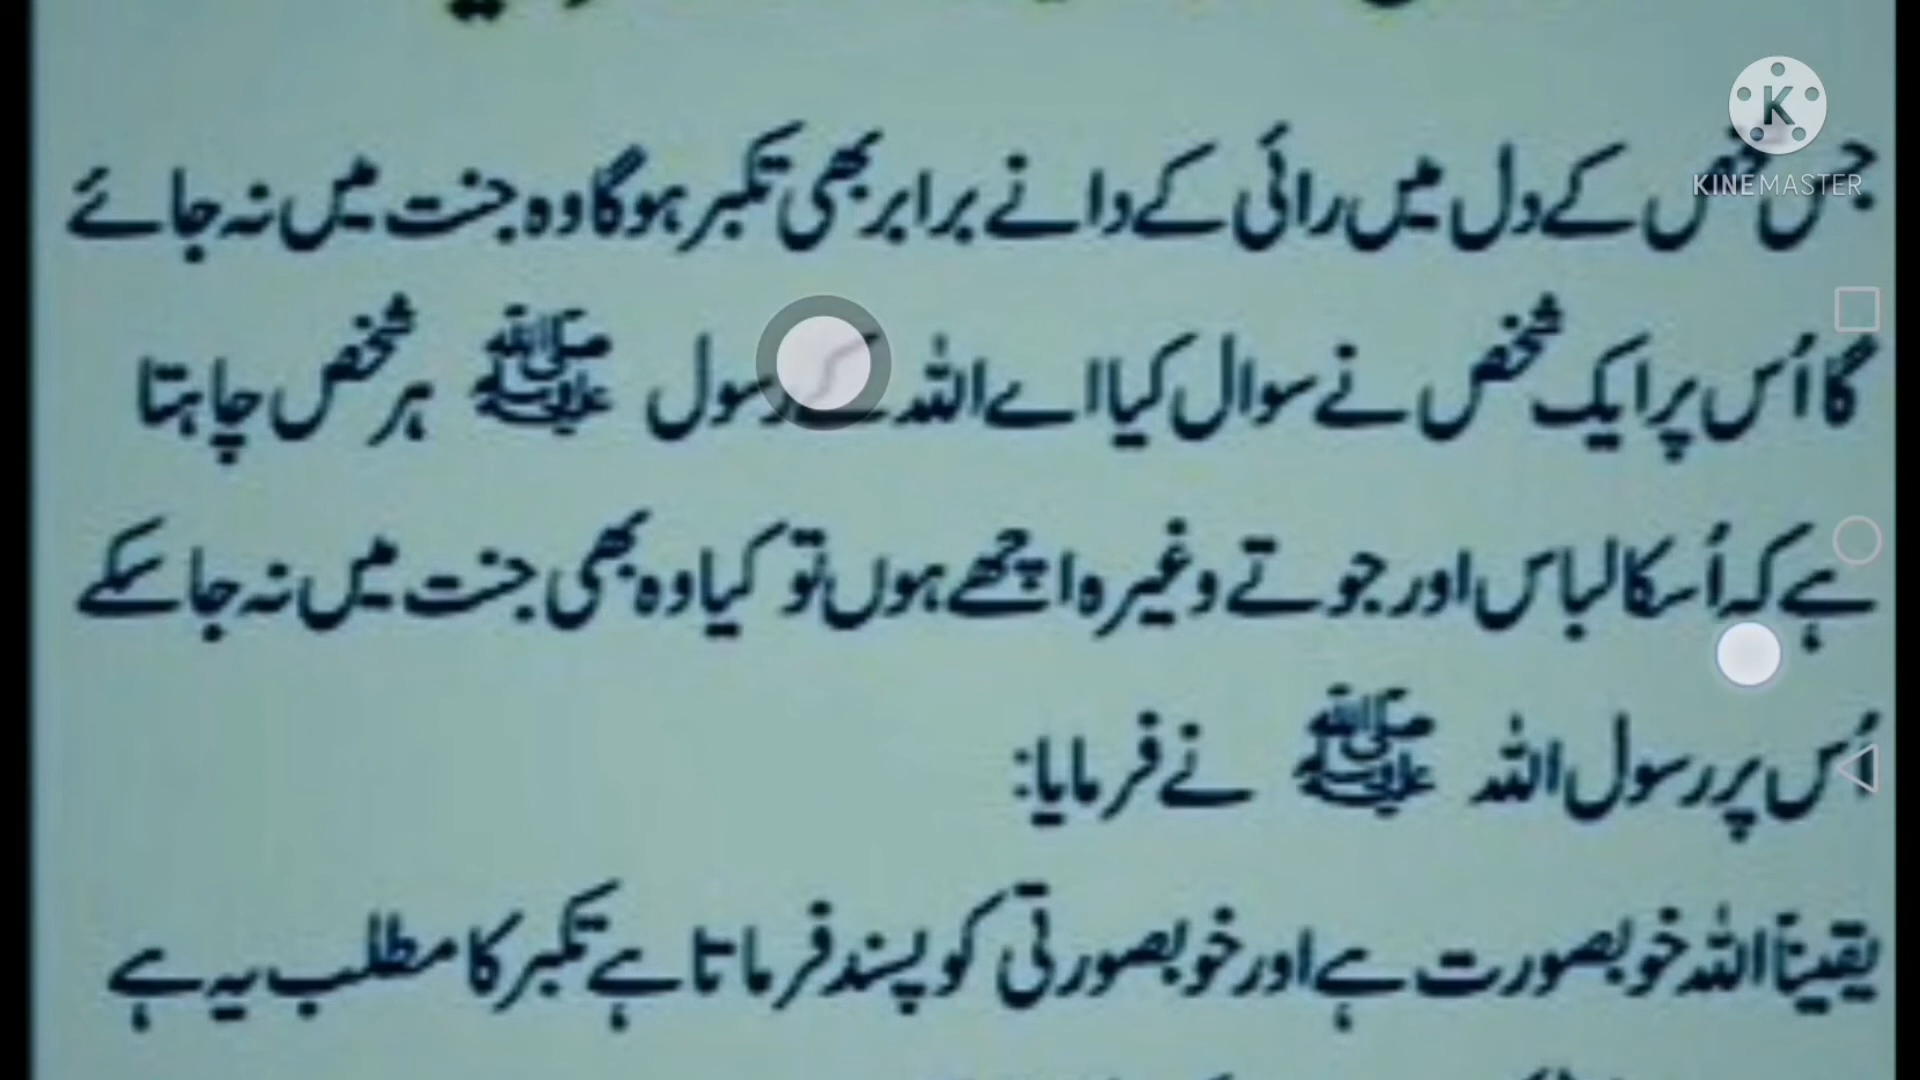 KINEMASTER
جس شخص کے دل میں رائی کے دانے برابر بھی تکبر ہوگا وہ جنت میں نہ جائے
گا اُس پر ایک شخص نے سوال کیا اے اللہ کے رسول ﷺ ہر شخص چاہتا
ہے کہ اُسکا لباس اور جوتے وغیرہ اچھے ہوں تو کیا وہ بھی جنت میں نہ جاسکے
اُس پر رسول اللہ ﷺ نے فرمایا:
یقیناً اللہ خوبصورت ہے اور خوبصورتی کو پسند فرماتا ہے تکبر کا مطلب یہ ہے